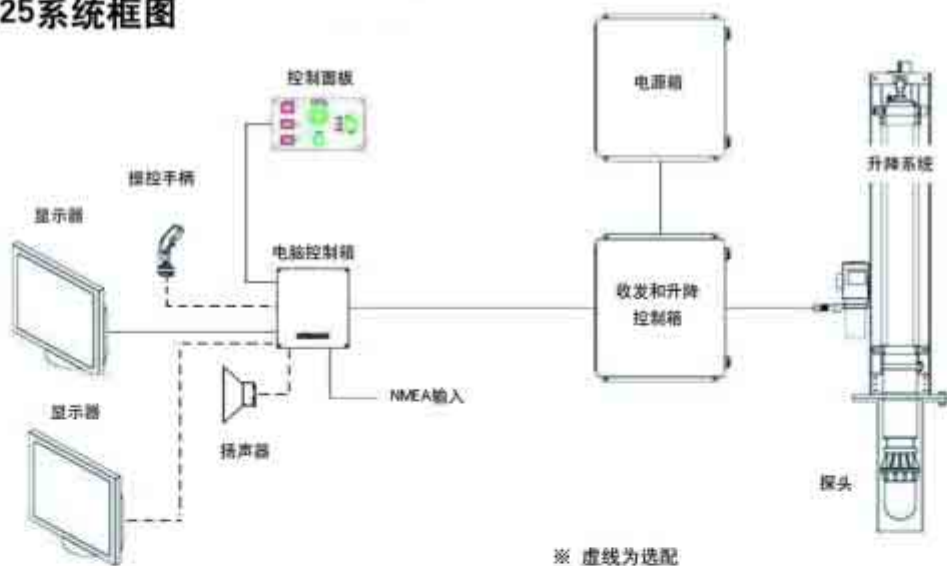 25系统框图
控制面板
电源箱
升降系统
操控手柄
显示器
电脑控制箱
收发和升降
控制箱
NMEA输入
显示器
扬声器
探头
※ 虚线为选配